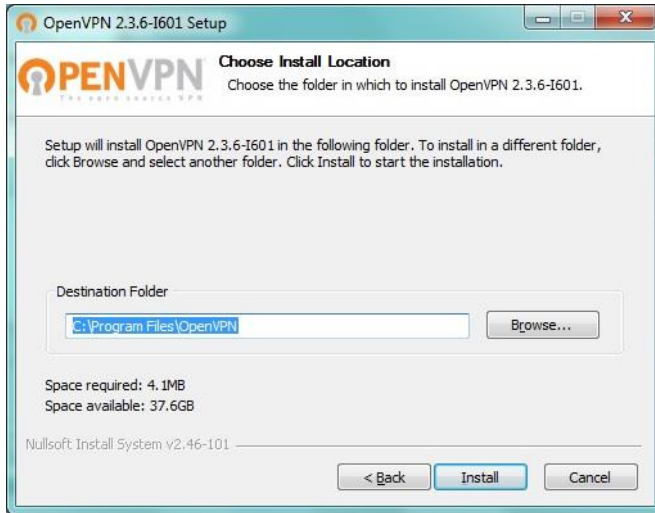 OpenVPN 2.3.6-I601 Setup
OPENVPN
The open source VPN
Choose Install Location
Choose the folder in which to install OpenVPN 2.3.6-I601.
Setup will install OpenVPN 2.3.6-I601 in the following folder. To install in a different folder,
click Browse and select another folder. Click Install to start the installation.
Destination Folder
C:\Program Files\OpenVPN
Browse...
Space required: 4.1MB
Space available: 37.6GB
Nullsoft Install System v2.46-101
< Back
Install
Cancel